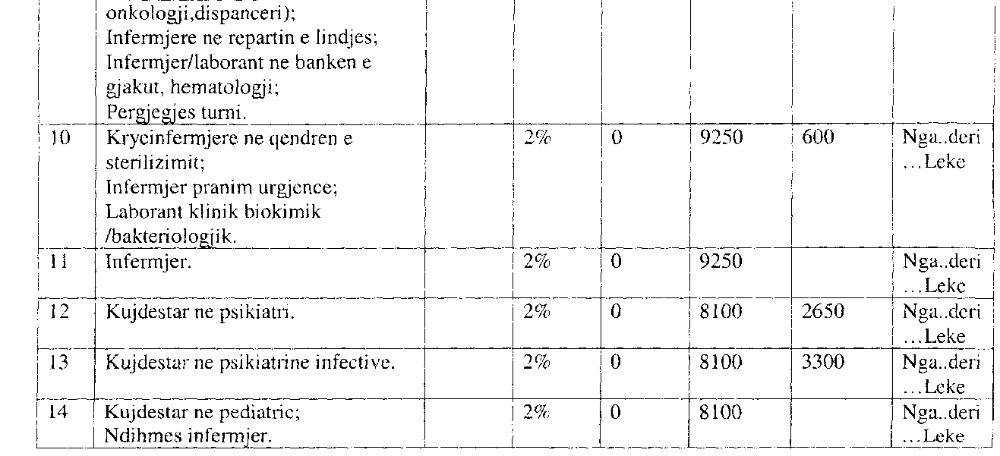 onkologji,dispanceri);
Infermjere ne repartin e lindjes;
Infermjer/laborant ne banken e
gjakut, hematologji;
Pergjegjes turni.
10 Kryeinfermjere ne qendren e 2% 0 9250 600 Nga..deri
sterilizimit; ...Leke
Infermjer pranim urgjence;
Laborant klinik biokimik
/bakteriologjik.
11 Infermjer. 2% 0 9250 Nga..deri
...Leke
12 Kujdestar ne psikiatri. 2% 0 8100 2650 Nga..deri
...Leke
13 Kujdestar ne psikiatrine infective. 2% 0 8100 3300 Nga..deri
...Leke
14 Kujdestar ne pediatric; 2% 0 8100 Nga..deri
Ndihmes infermjer. ...Leke